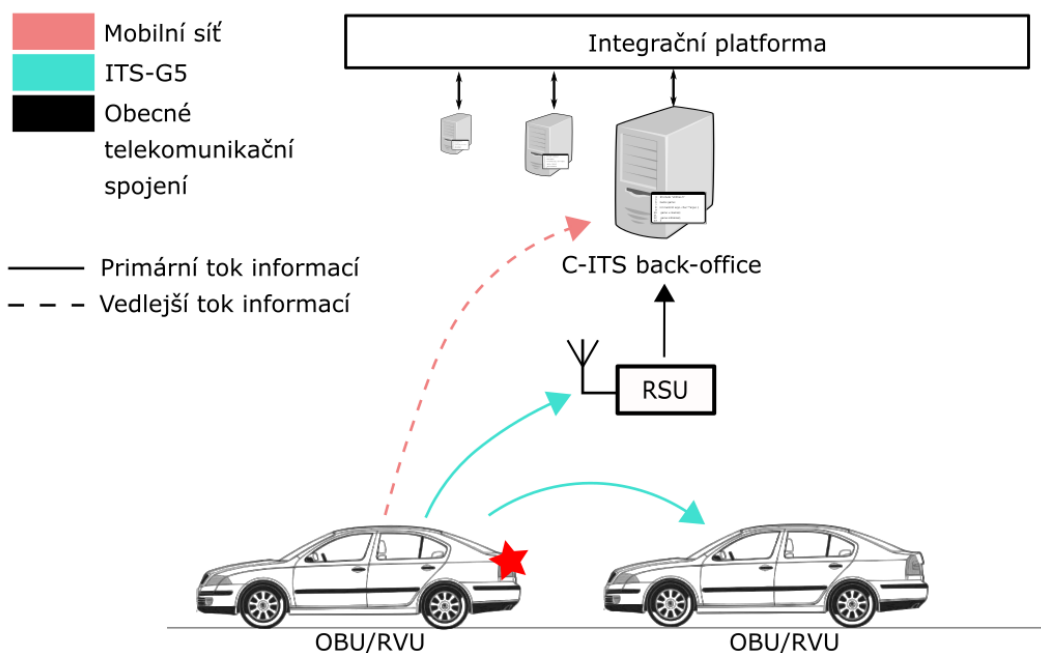 Mobilní síť
ITS-G5
Obecné
telekomunikační
spojení
Primární tok informací
Vedlejší tok informací
Integrační platforma
C-ITS back-office
RSU
OBU/RVU
OBU/RVU